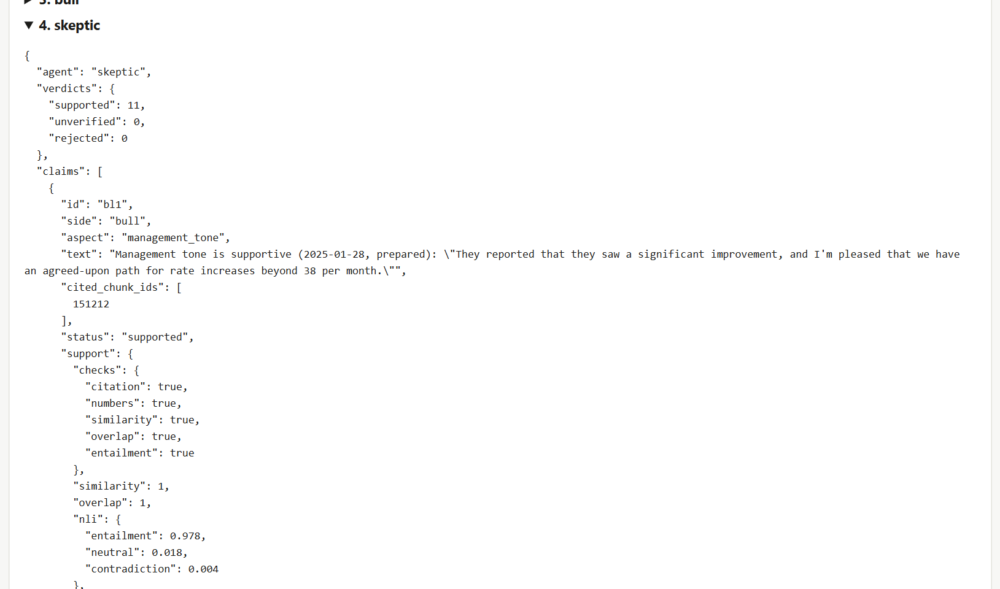 ▶ 3. bull
▼ 4. skeptic
{
  "agent": "skeptic",
  "verdicts": {
    "supported": 11,
    "unverified": 0,
    "rejected": 0
  },
  "claims": [
    {
      "id": "bl1",
      "side": "bull",
      "aspect": "management_tone",
      "text": "Management tone is supportive (2025-01-28, prepared): \"They reported that they saw a significant improvement, and I'm pleased that we have
an agreed-upon path for rate increases beyond 38 per month.\"",
      "cited_chunk_ids": [
        151212
      ],
      "status": "supported",
      "support": {
        "checks": {
          "citation": true,
          "numbers": true,
          "similarity": true,
          "overlap": true,
          "entailment": true
        },
        "similarity": 1,
        "overlap": 1,
        "nli": {
          "entailment": 0.978,
          "neutral": 0.018,
          "contradiction": 0.004
        },